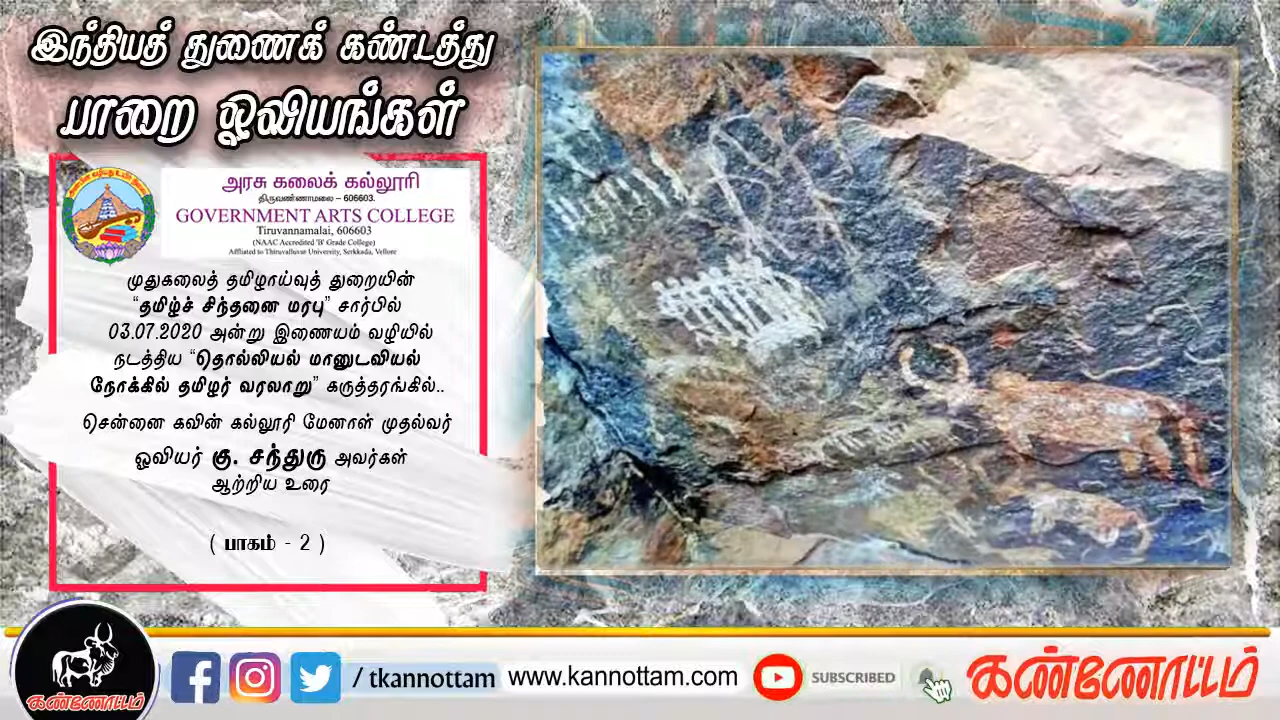 இந்தியத் துணைக் கண்டத்து
பாறை ஓவியங்கள்
அரசு கலைக் கல்லூரி
திருவண்ணாமலை – 606603.
GOVERNMENT ARTS COLLEGE
Tiruvannamalai, 606603
(NAAC Accredited 'B' Grade College)
Affliated to Thiruvalluvar University, Serkkadu, Vellore
முதுகலைத் தமிழாய்வுத் துறையின்
“தமிழ்ச் சிந்தனை மரபு” சார்பில்
03.07.2020 அன்று இணையம் வழியில்
நடத்திய “தொல்லியல் மானுடவியல்
நோக்கில் தமிழர் வரலாறு” கருத்தரங்கில்..
சென்னை கவின் கல்லூரி மேனாள் முதல்வர்
ஓவியர் கு. சந்துரு அவர்கள்
ஆற்றிய உரை
( பாகம் - 2 )
கண்ணோட்டம்
/tkannottam
www.kannottam.com
SUBSCRIBED
கண்ணோட்டம்